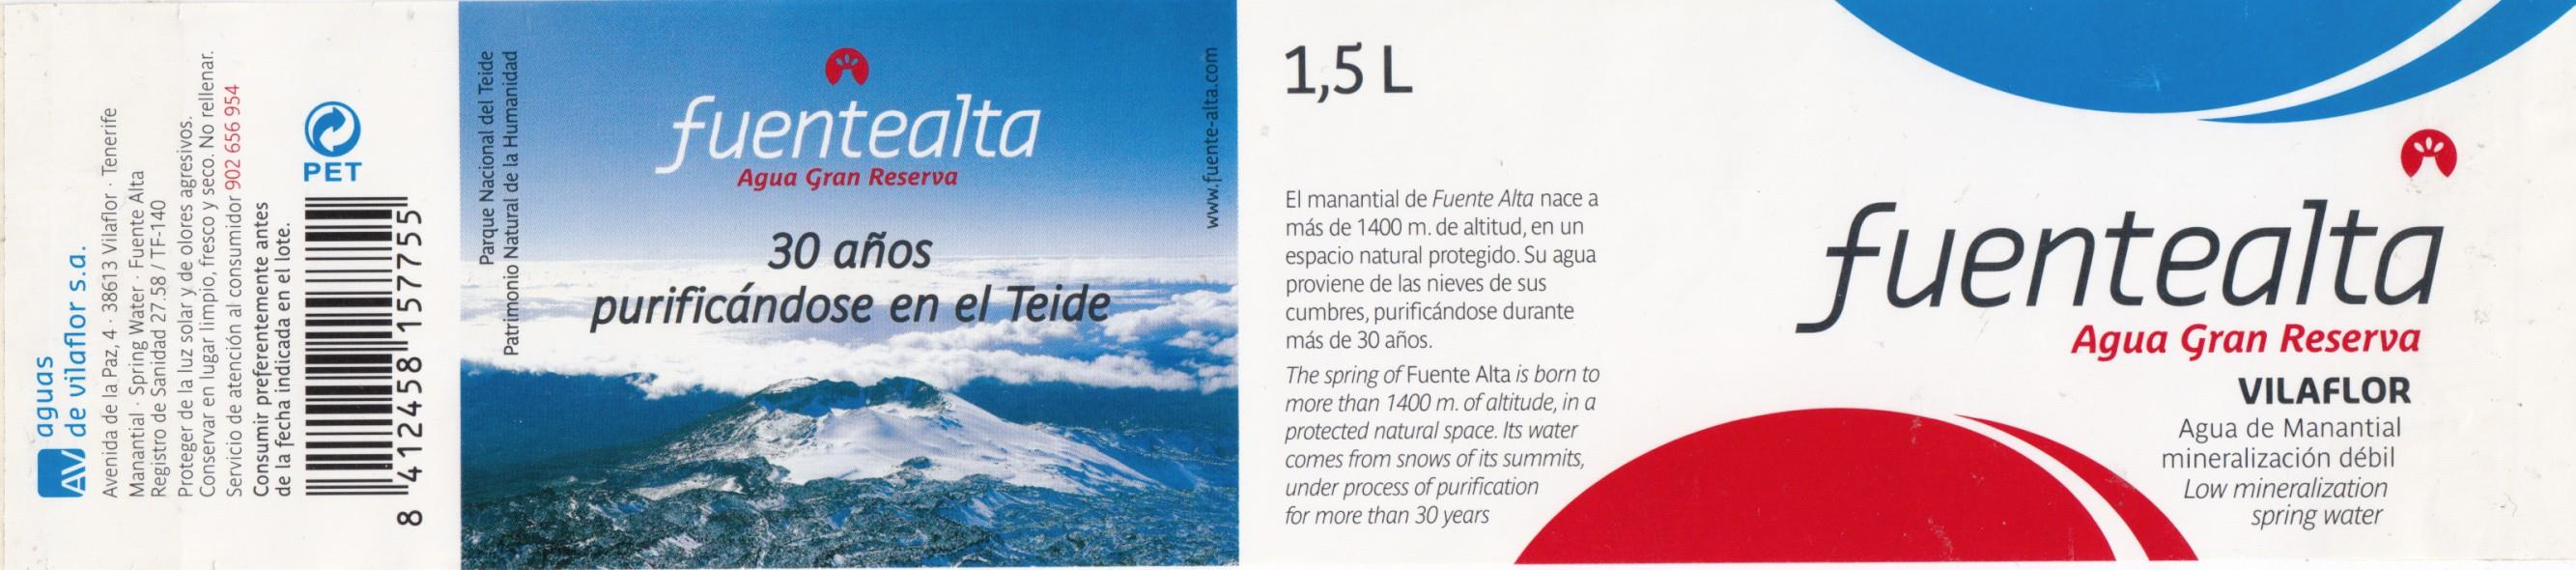 AV aguas
de vilaflor s.a.
Avenida de la Paz, 4 · 38613 Vilaflor · Tenerife
Manantial · Spring Water · Fuente Alta
Registro de Sanidad 27.58 / TF-140
Proteger de la luz solar y de olores agresivos.
Conservar en lugar limpio, fresco y seco. No rellenar.
Servicio de atención al consumidor 902 656 954
Consumir preferentemente antes
de la fecha indicada en el lote.
PET
8 412458 157755
Parque Nacional del Teide
Patrimonio Natural de la Humanidad
fuentealta
Agua Gran Reserva
30 años
purificándose en el Teide
www.fuente-alta.com
1,5 L
El manantial de Fuente Alta nace a
más de 1400 m. de altitud, en un
espacio natural protegido. Su agua
proviene de las nieves de sus
cumbres, purificándose durante
más de 30 años.
The spring of Fuente Alta is born to
more than 1400 m. of altitude, in a
protected natural space. Its water
comes from snows of its summits,
under process of purification
for more than 30 years
fuentealta
Agua Gran Reserva
VILAFLOR
Agua de Manantial
mineralización débil
Low mineralization
spring water